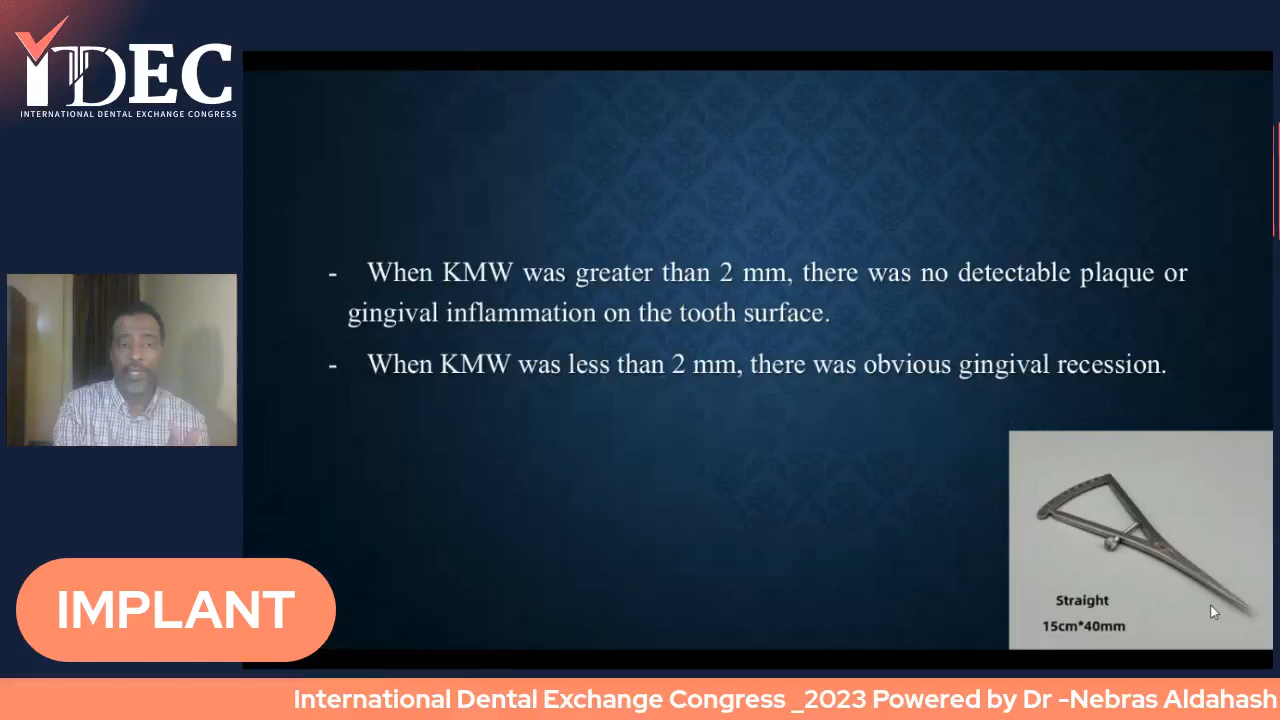 IDEC
INTERNATIONAL DENTAL EXCHANGE CONGRESS
- When KMW was greater than 2 mm, there was no detectable plaque or
gingival inflammation on the tooth surface.
- When KMW was less than 2 mm, there was obvious gingival recession.
Straight
15cm*40mm
IMPLANT
International Dental Exchange Congress _2023 Powered by Dr -Nebras Aldahash